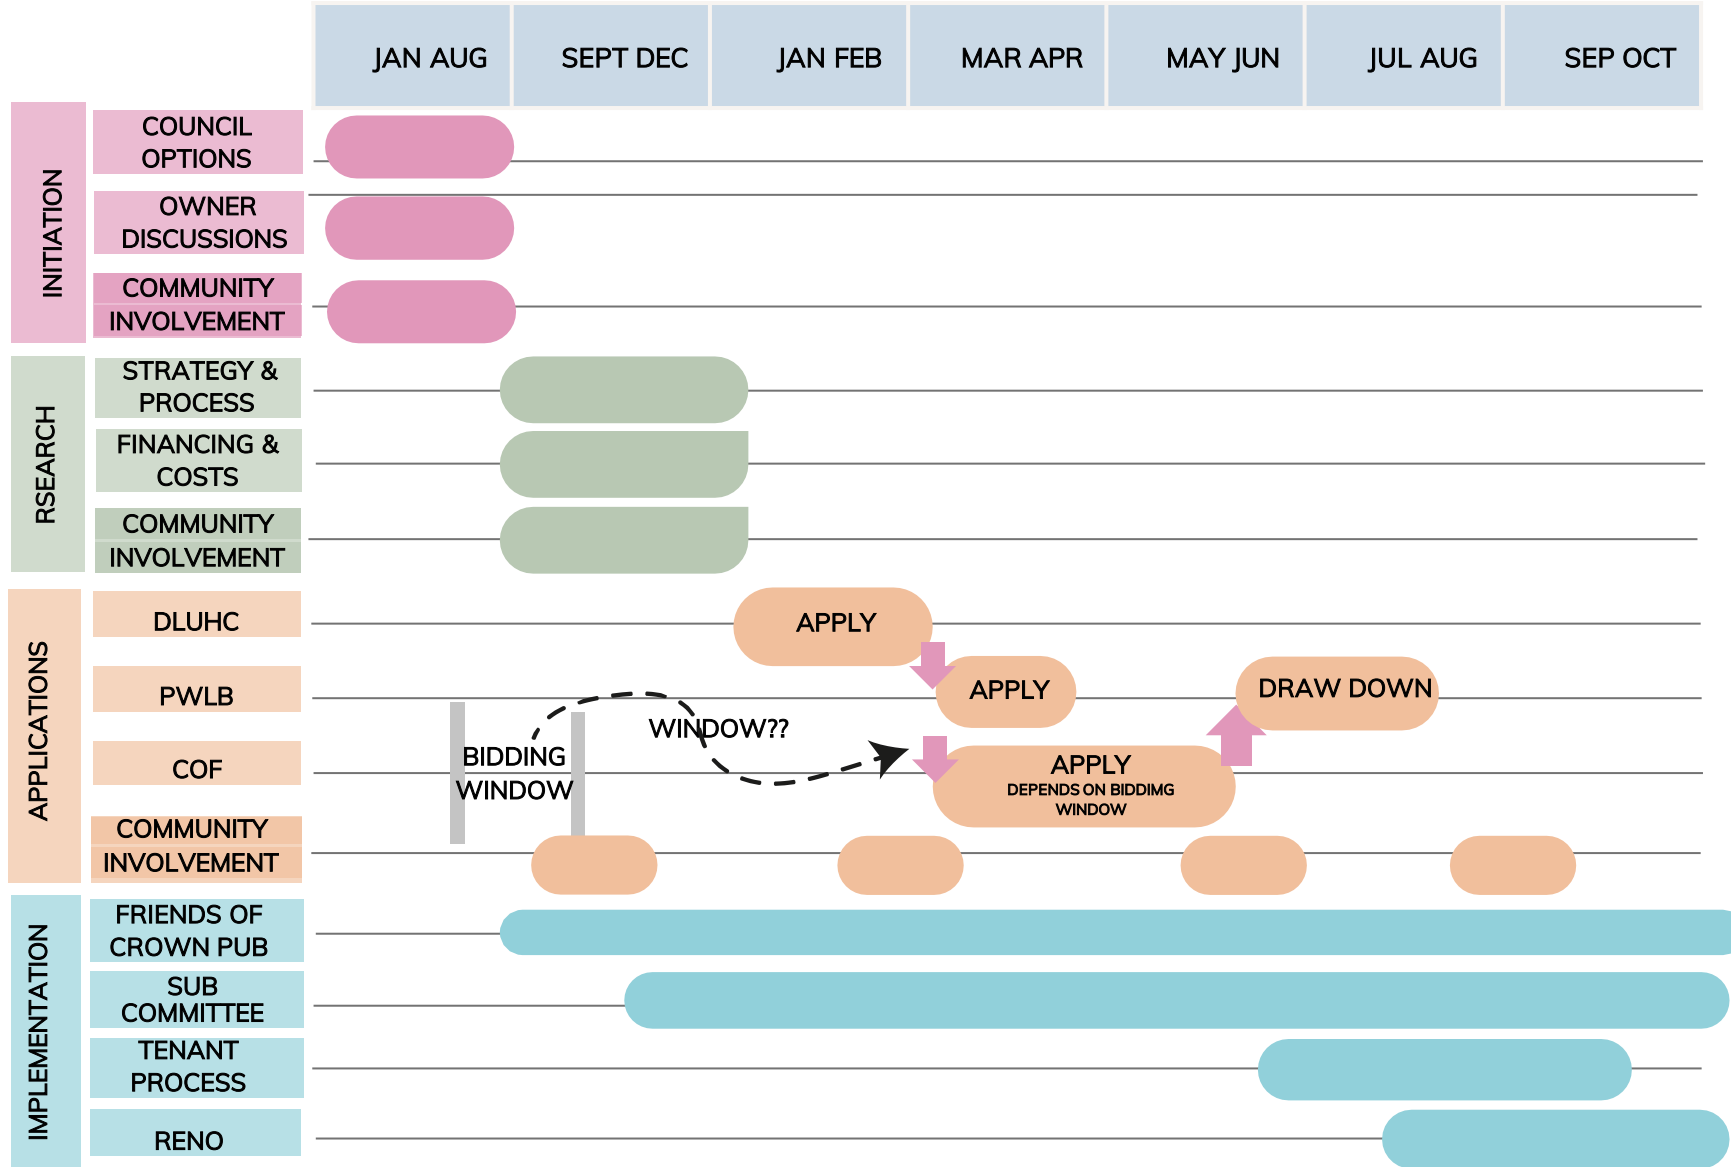 JAN AUG
SEPT DEC
JAN FEB
MAR APR
MAY JUN
JUL AUG
SEP OCT
INITIATION
COUNCIL
OPTIONS
OWNER
DISCUSSIONS
COMMUNITY
INVOLVEMENT
RSEARCH
STRATEGY &
PROCESS
FINANCING &
COSTS
COMMUNITY
INVOLVEMENT
APPLICATIONS
DLUHC
APPLY
PWLB
APPLY
DRAW DOWN
WINDOW??
COF
BIDDING
WINDOW
APPLY
DEPENDS ON BIDDIMG
WINDOW
COMMUNITY
INVOLVEMENT
IMPLEMENTATION
FRIENDS OF
CROWN PUB
SUB
COMMITTEE
TENANT
PROCESS
RENO